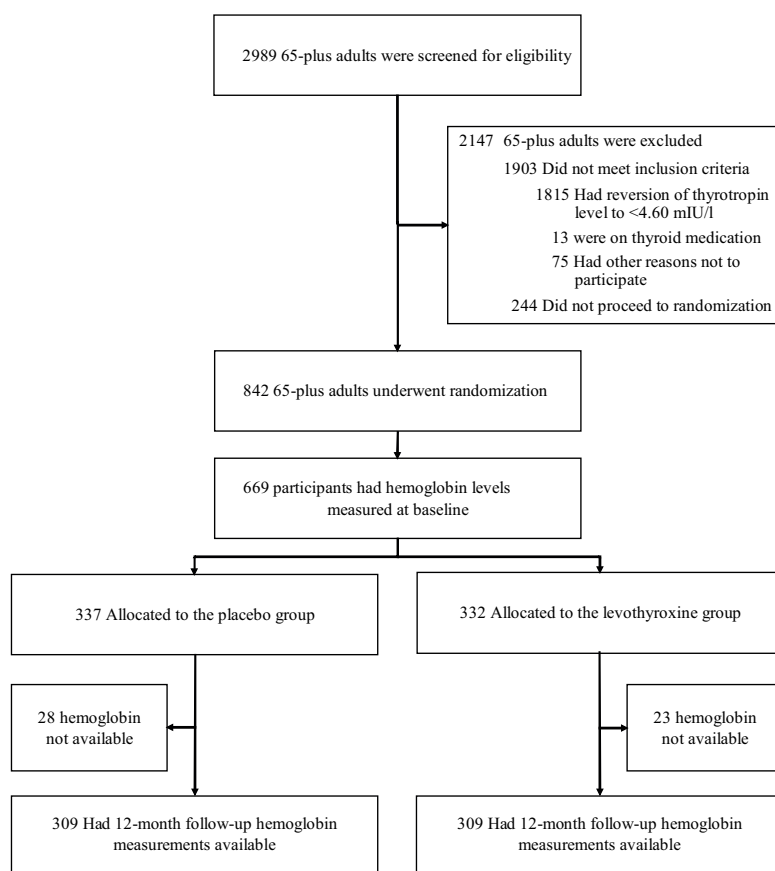 2989 65-plus adults were screened for eligibility
2147 65-plus adults were excluded
1903 Did not meet inclusion criteria
1815 Had reversion of thyrotropin
level to <4.60 mIU/l
13 were on thyroid medication
75 Had other reasons not to
participate
244 Did not proceed to randomization
842 65-plus adults underwent randomization
669 participants had hemoglobin levels
measured at baseline
337 Allocated to the placebo group
332 Allocated to the levothyroxine group
28 hemoglobin
not available
23 hemoglobin
not available
309 Had 12-month follow-up hemoglobin
measurements available
309 Had 12-month follow-up hemoglobin
measurements available